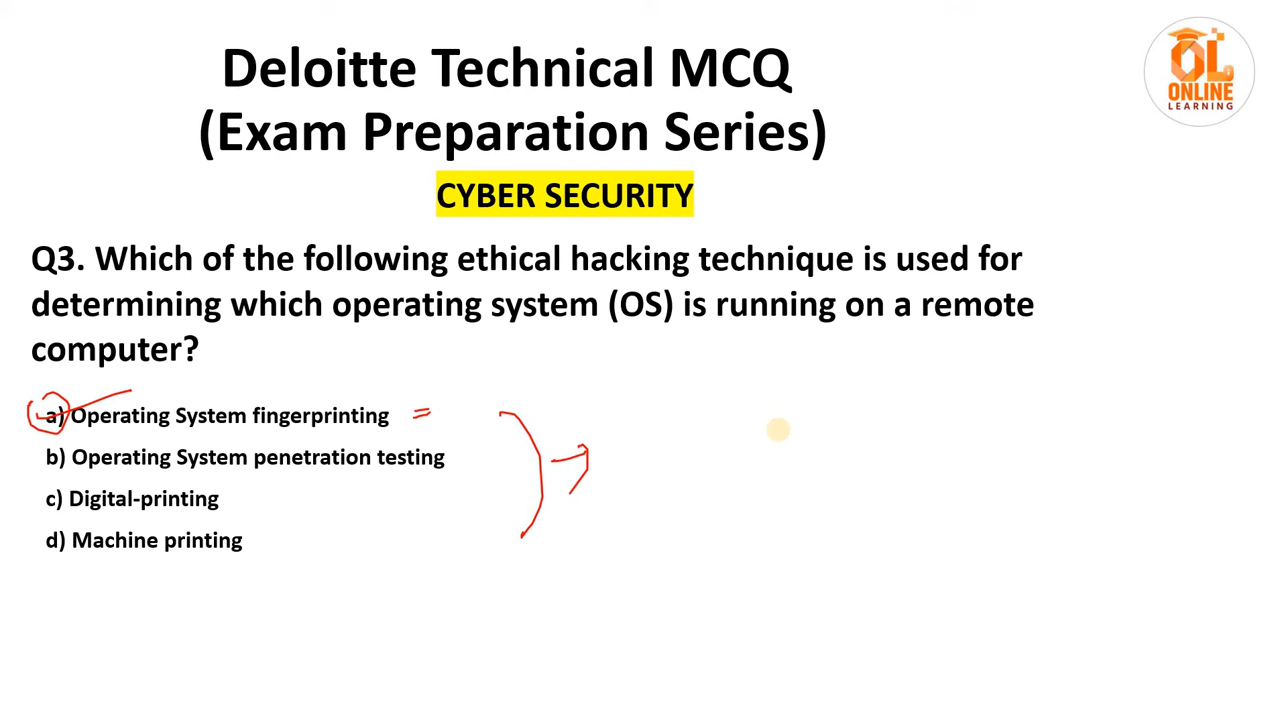 Deloitte Technical MCQ
(Exam Preparation Series)
OL
ONLINE
LEARNING
CYBER SECURITY
Q3. Which of the following ethical hacking technique is used for
determining which operating system (OS) is running on a remote
computer?
a) Operating System fingerprinting
b) Operating System penetration testing
c) Digital-printing
d) Machine printing